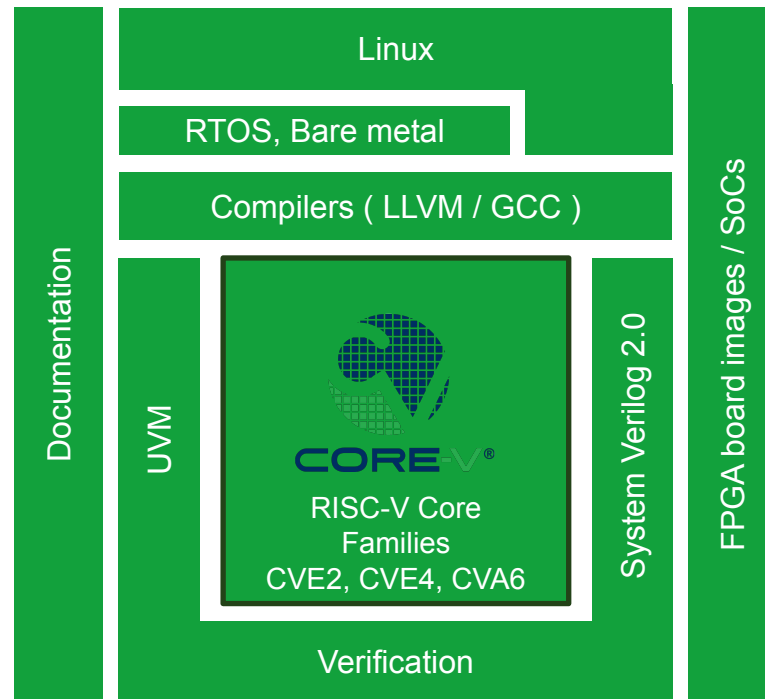 Linux
RTOS, Bare metal
Compilers ( LLVM / GCC )
Documentation
UVM
CORE-V®
RISC-V Core
Families
CVE2, CVE4, CVA6
System Verilog 2.0
FPGA board images / SoCs
Verification